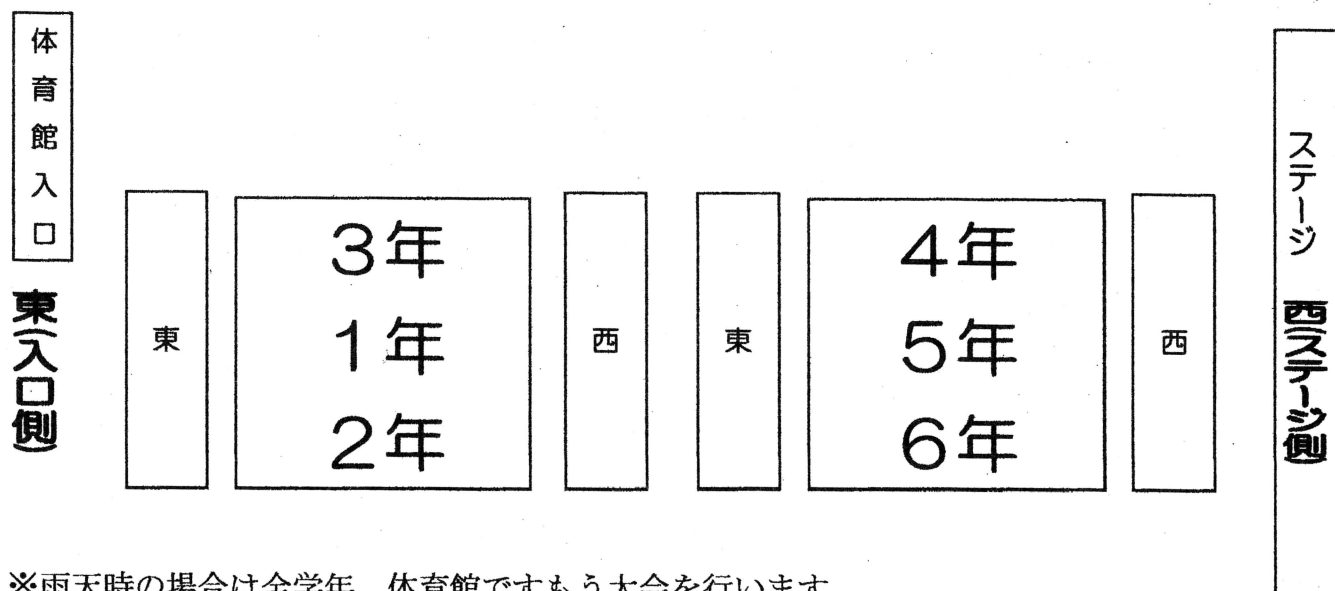 体育館入口
東(入口側)
東
3年
1年
2年
西
東
4年
5年
6年
西
ステージ
西(ステージ側)
※雨天時の場合は全学年、体育館ですもう大会を行います